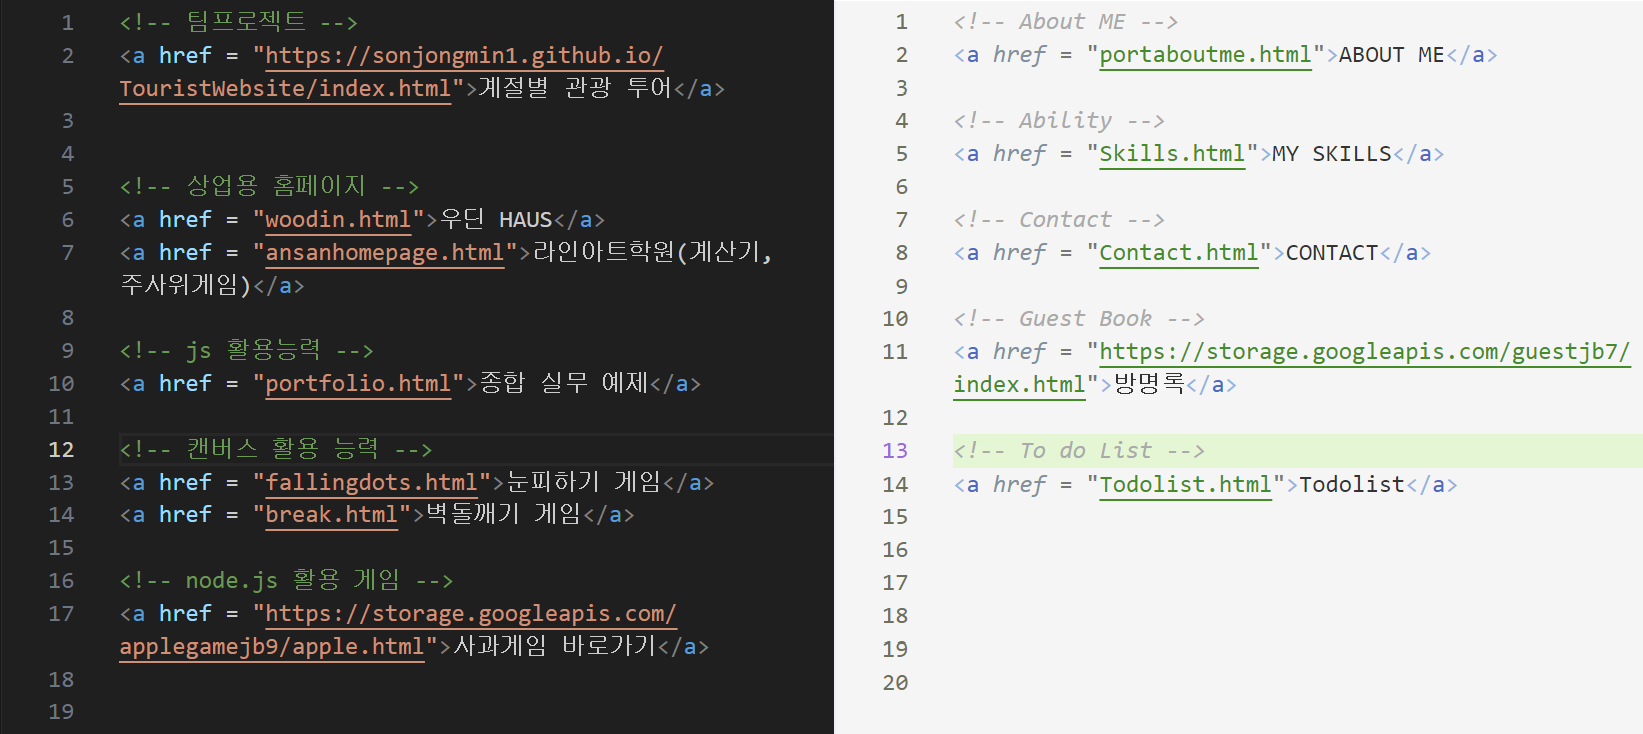 1 <!-- 팀프로젝트 -->
2 <a href = "https://sonjongmin1.github.io/
TouristWebsite/index.html">계절별 관광 투어</a>
3
4
5 <!-- 상업용 홈페이지 -->
6 <a href = "woodin.html">우딘 HAUS</a>
7 <a href = "ansanhomepage.html">라인아트학원(계산기,
주사위게임)</a>
8
9 <!-- js 활용능력 -->
10 <a href = "portfolio.html">종합 실무 예제</a>
11
12 <!-- 캔버스 활용 능력 -->
13 <a href = "fallingdots.html">눈피하기 게임</a>
14 <a href = "break.html">벽돌깨기 게임</a>
15
16 <!-- node.js 활용 게임 -->
17 <a href = "https://storage.googleapis.com/
applegamejb9/apple.html">사과게임 바로가기</a>
18
19
1 <!-- About ME -->
2 <a href = "portaboutme.html">ABOUT ME</a>
3
4 <!-- Ability -->
5 <a href = "Skills.html">MY SKILLS</a>
6
7 <!-- Contact -->
8 <a href = "Contact.html">CONTACT</a>
9
10 <!-- Guest Book -->
11 <a href = "https://storage.googleapis.com/guestjb7/
index.html">방명록</a>
12
13 <!-- To do List -->
14 <a href = "Todolist.html">Todolist</a>
15
16
17
18
19
20